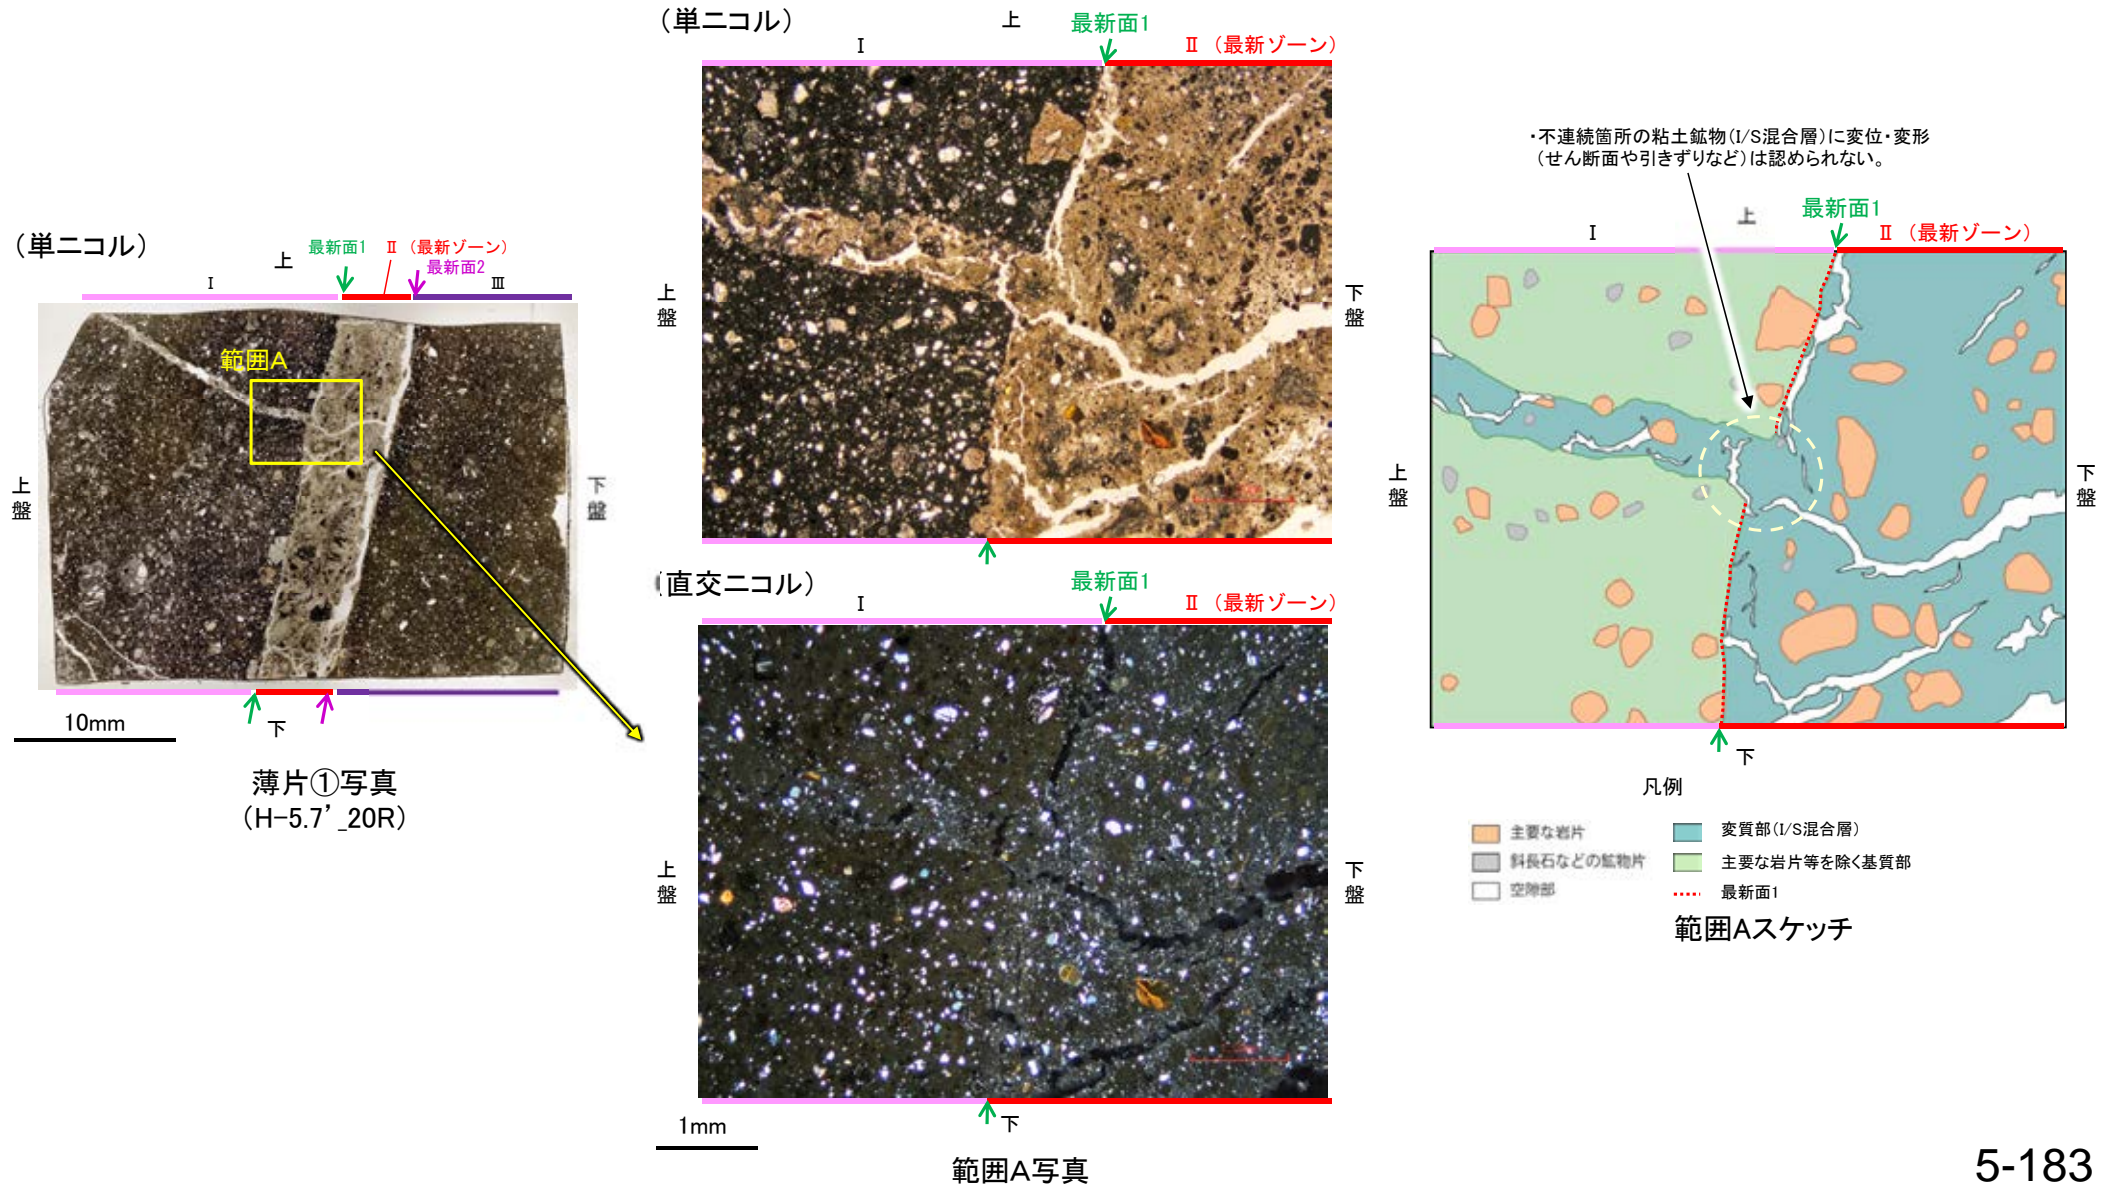 (単ニコル)
上
最新面1
Ⅱ (最新ゾーン)
最新面2
Ⅰ
Ⅲ
範囲A
上盤
下盤
下
10mm
薄片①写真
(H-5.7’_20R)
(単ニコル)
上
最新面1
Ⅰ
Ⅱ (最新ゾーン)
上盤
下盤
(直交ニコル)
最新面1
Ⅰ
Ⅱ (最新ゾーン)
上盤
下盤
下
1mm
範囲A写真
・不連続箇所の粘土鉱物(I/S混合層)に変位・変形
(せん断面や引きずりなど)は認められない。
上
最新面1
Ⅰ
Ⅱ (最新ゾーン)
上盤
下盤
下
凡例
主要な岩片
斜長石などの鉱物片
空隙部
変質部(I/S混合層)
主要な岩片等を除く基質部
最新面1
範囲Aスケッチ
5-183